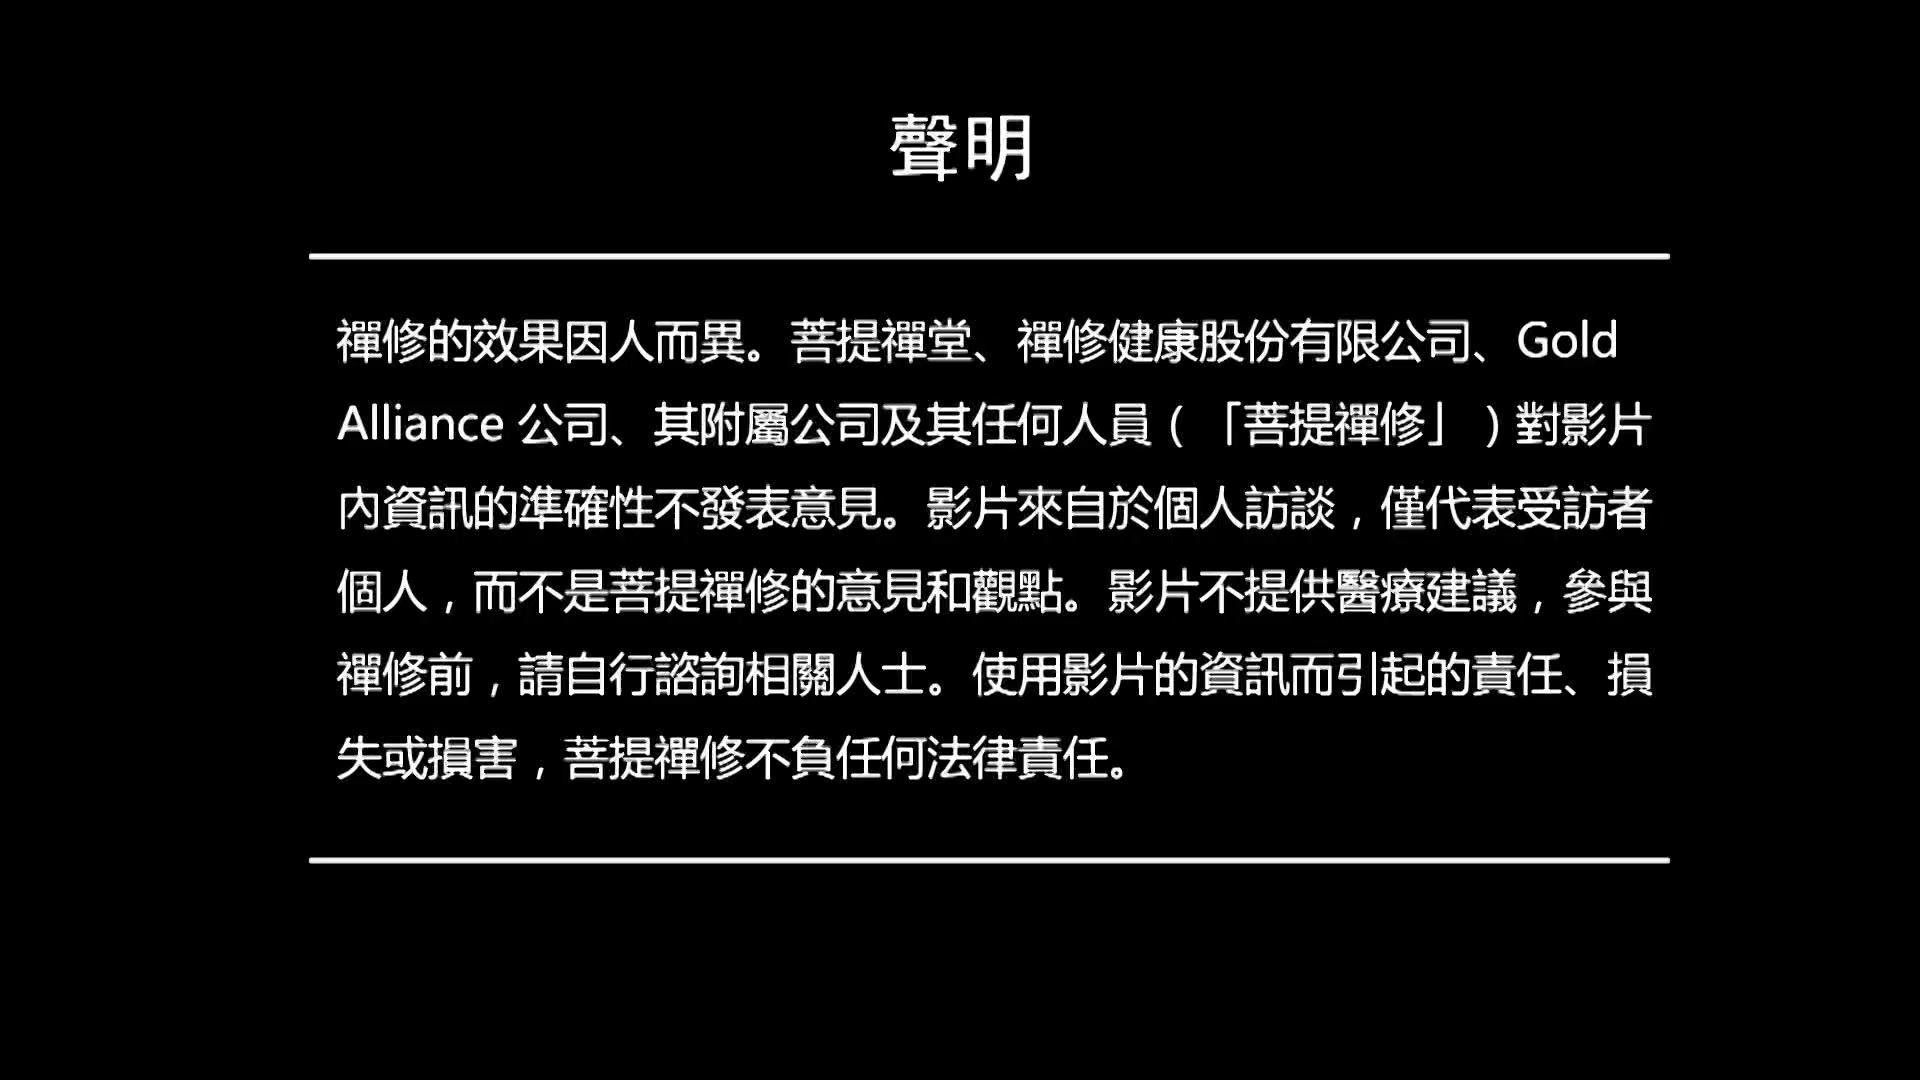 聲明
禪修的效果因人而異。菩提禪堂、禪修健康股份有限公司、Gold
Alliance 公司、其附屬公司及其任何人員（「菩提禪修」）對影片
內資訊的準確性不發表意見。影片來自於個人訪談，僅代表受訪者
個人，而不是菩提禪修的意見和觀點。影片不提供醫療建議，參與
禪修前，請自行諮詢相關人士。使用影片的資訊而引起的責任、損
失或損害，菩提禪修不負任何法律責任。